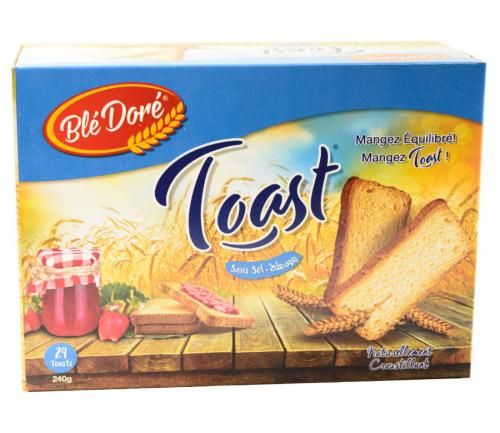 Blé Doré®
Toast
Mangez Équilibré!
Mangez Toast !
Sans Sel -
24
TOASTS
240g
Naturellement
Croustillant